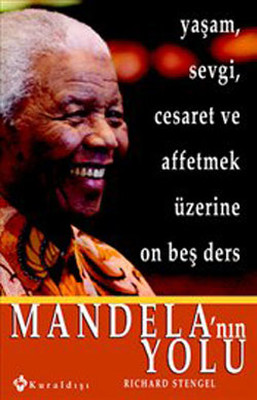 yaşam,
sevgi,
cesaret ve
affetmek
üzerine
on beş ders
MANDELA'nın
YOLU
Kuraldışı
RICHARD STENGEL